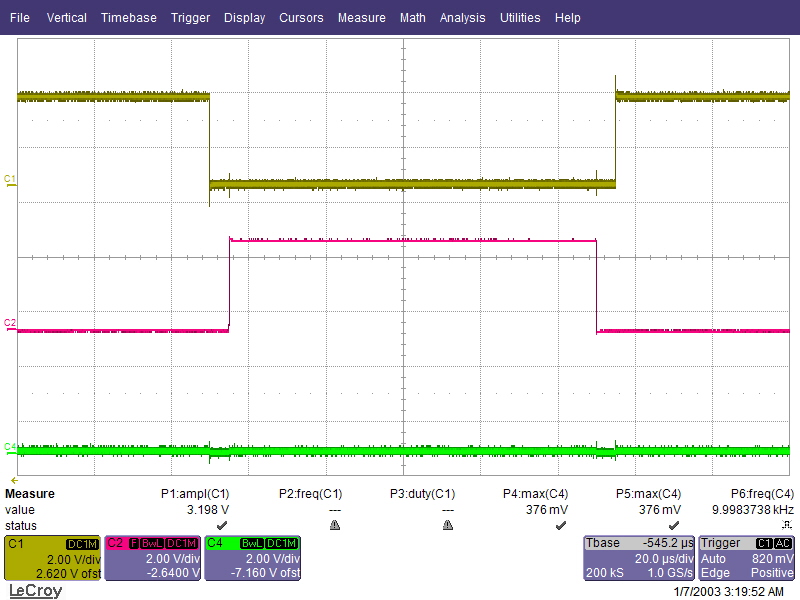 File Vertical Timebase Trigger Display Cursors Measure Math Analysis Utilities Help
C1
C2
C4
Measure P1:ampl(C1) P2:freq(C1) P3:duty(C1) P4:max(C4) P5:max(C4) P6:freq(C4)
value 3.198 V --- --- 376 mV 376 mV 9.9983738 kHz
status
C1 DC1M
2.00 V/div
2.620 V ofst
C2 F BwL DC1M
2.00 V/div
-2.6400 V
C4 BwL DC1M
2.00 V/div
-7.160 V ofst
Tbase -545.2 µs
20.0 µs/div
200 kS 1.0 GS/s
Trigger C1 AC
Auto 820 mV
Edge Positive
LeCroy
1/7/2003 3:19:52 AM